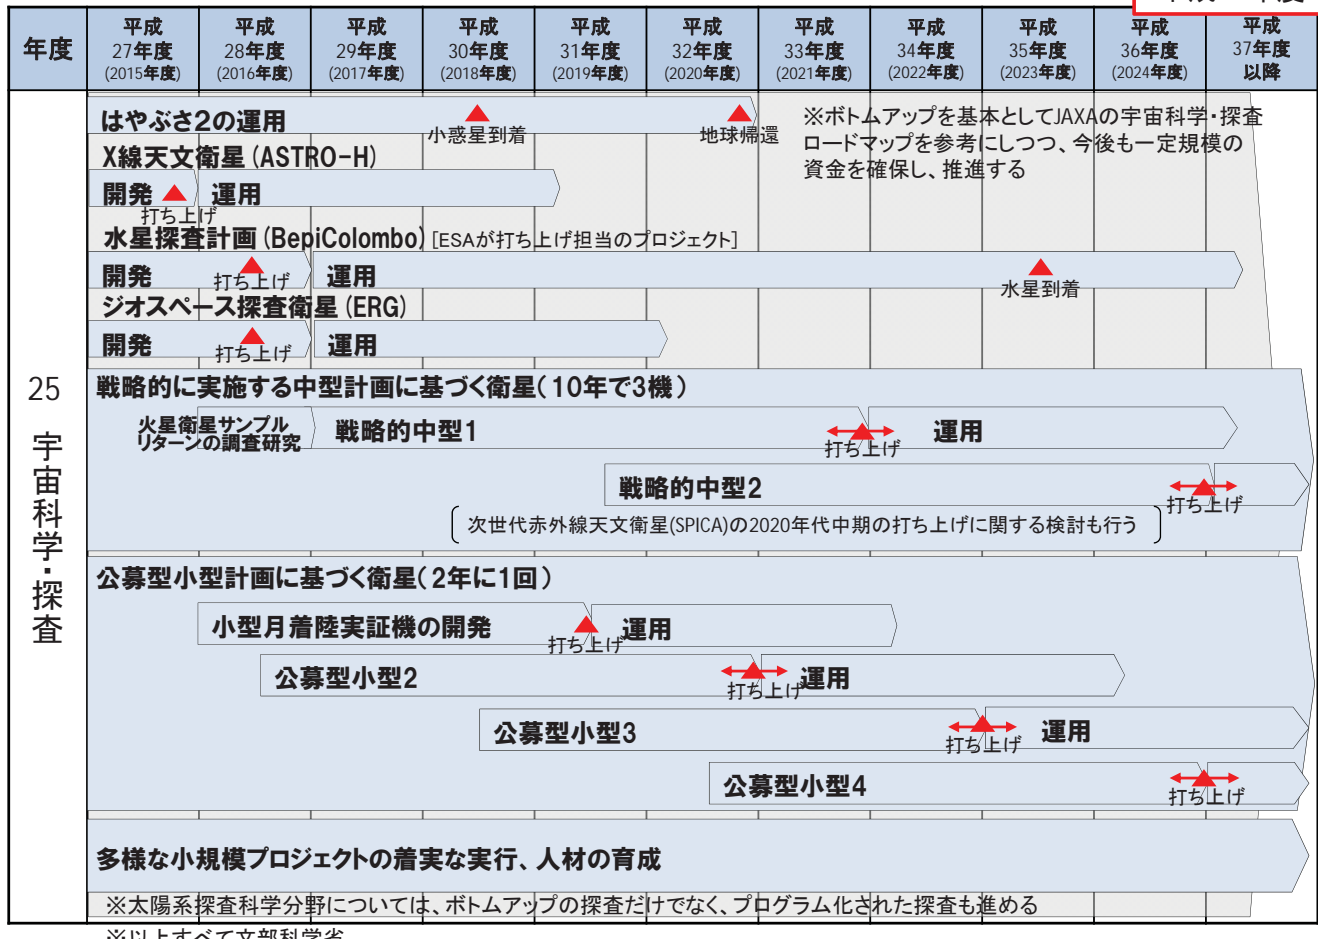 年度
平成
27年度
(2015年度)
平成
28年度
(2016年度)
平成
29年度
(2017年度)
平成
30年度
(2018年度)
平成
31年度
(2019年度)
平成
32年度
(2020年度)
平成
33年度
(2021年度)
平成
34年度
(2022年度)
平成
35年度
(2023年度)
平成
36年度
(2024年度)
平成
37年度
以降
25 宇宙科学・探査
はやぶさ2の運用
小惑星到着
地球帰還
※ボトムアップを基本としてJAXAの宇宙科学・探査
ロードマップを参考にしつつ、今後も一定規模の
資金を確保し、推進する
X線天文衛星(ASTRO-H)
開発
運用
打ち上げ
水星探査計画(BepiColombo)[ESAが打ち上げ担当のプロジェクト]
開発
打ち上げ
運用
水星到着
ジオスペース探査衛星(ERG)
開発
打ち上げ
運用
戦略的に実施する中型計画に基づく衛星(10年で3機)
火星衛星サンプル
リターンの調査研究
戦略的中型1
打ち上げ
運用
戦略的中型2
打ち上げ
次世代赤外線天文衛星(SPICA)の2020年代中期の打ち上げに関する検討も行う
公募型小型計画に基づく衛星(2年に1回)
小型月着陸実証機の開発
打ち上げ
運用
公募型小型2
打ち上げ
運用
公募型小型3
打ち上げ
運用
公募型小型4
打ち上げ
多様な小規模プロジェクトの着実な実行、人材の育成
※太陽系探査科学分野については、ボトムアップの探査だけでなく、プログラム化された探査も進める
※以上すべて文部科学省